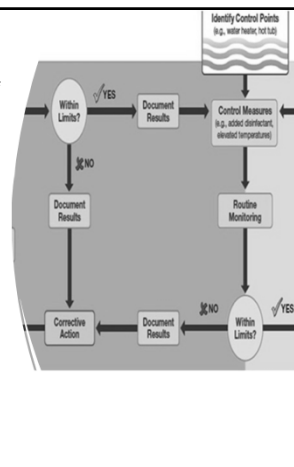 Identify Control Points
(e.g., water heater, hot tub)
Within
Limits?
YES
Document
Results
Control Measures
(e.g., added disinfectant,
elevated temperatures)
NO
Document
Results
Routine
Monitoring
Corrective
Action
Document
Results
NO
Within
Limits?
YES